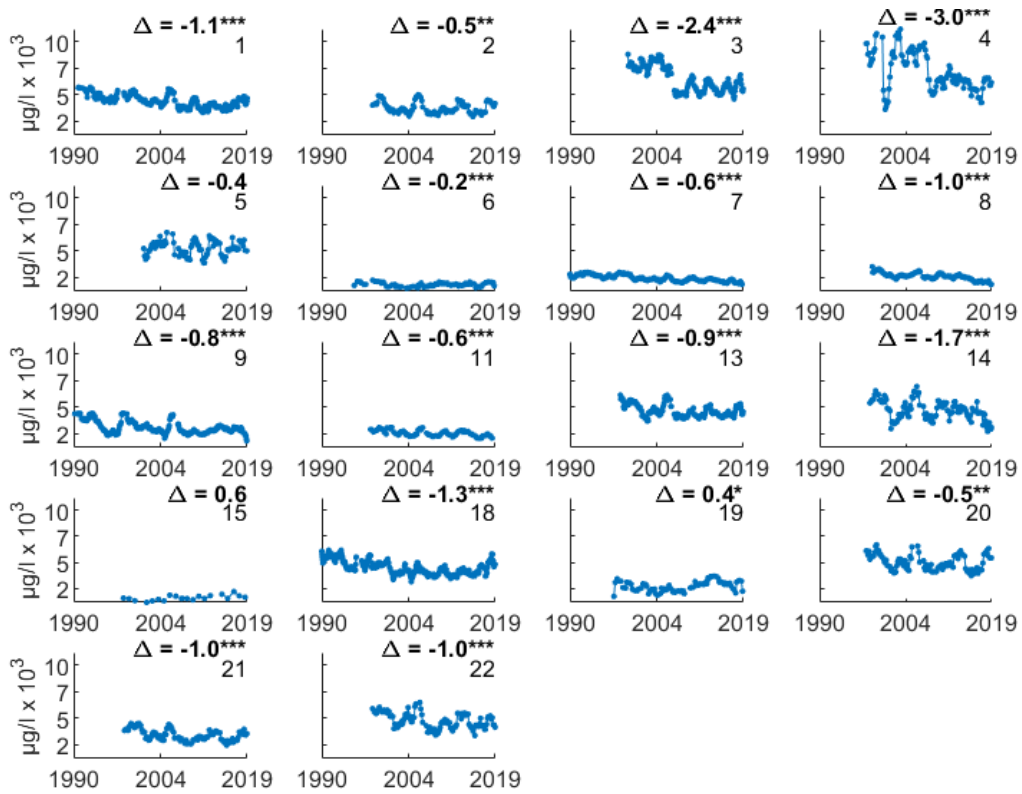 Δ = -1.1***
Δ = -0.5**
Δ = -2.4***
Δ = -3.0***
1
2
3
4
µg/l x 10³
10
7
5
2
1990 2004 2019
1990 2004 2019
1990 2004 2019
1990 2004 2019
Δ = -0.4
Δ = -0.2***
Δ = -0.6***
Δ = -1.0***
5
6
7
8
µg/l x 10³
10
7
5
2
1990 2004 2019
1990 2004 2019
1990 2004 2019
1990 2004 2019
Δ = -0.8***
Δ = -0.6***
Δ = -0.9***
Δ = -1.7***
9
11
13
14
µg/l x 10³
10
7
5
2
1990 2004 2019
1990 2004 2019
1990 2004 2019
1990 2004 2019
Δ = 0.6
Δ = -1.3***
Δ = 0.4*
Δ = -0.5**
15
18
19
20
µg/l x 10³
10
7
5
2
1990 2004 2019
1990 2004 2019
1990 2004 2019
1990 2004 2019
Δ = -1.0***
Δ = -1.0***
21
22
µg/l x 10³
10
7
5
2
1990 2004 2019
1990 2004 2019